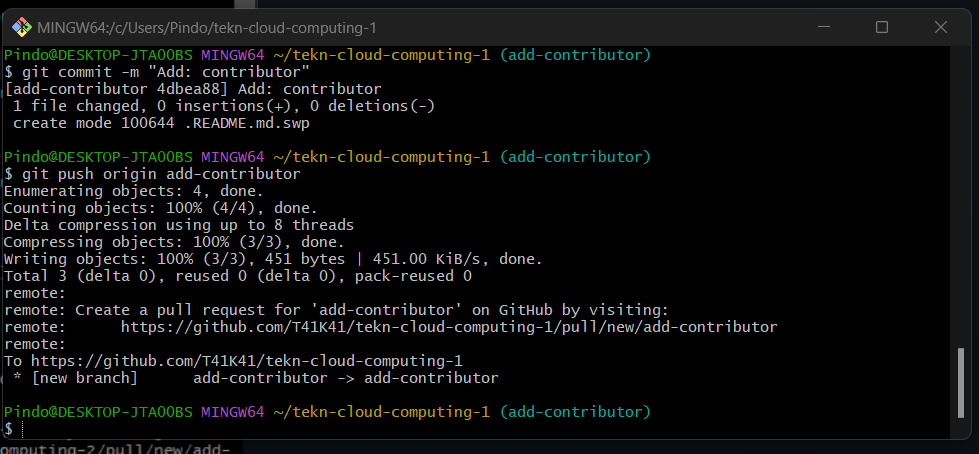 MINGW64:/c/Users/Pindo/tekn-cloud-computing-1
Pindo@DESKTOP-JTAOOBS MINGW64 ~/tekn-cloud-computing-1 (add-contributor)
$ git commit -m "Add: contributor"
[add-contributor 4dbea88] Add: contributor
 1 file changed, 0 insertions(+), 0 deletions(-)
 create mode 100644 .README.md.swp
Pindo@DESKTOP-JTAOOBS MINGW64 ~/tekn-cloud-computing-1 (add-contributor)
$ git push origin add-contributor
Enumerating objects: 4, done.
Counting objects: 100% (4/4), done.
Delta compression using up to 8 threads
Compressing objects: 100% (3/3), done.
Writing objects: 100% (3/3), 451 bytes | 451.00 KiB/s, done.
Total 3 (delta 0), reused 0 (delta 0), pack-reused 0
remote:
remote: Create a pull request for 'add-contributor' on GitHub by visiting:
remote:      https://github.com/T41K41/tekn-cloud-computing-1/pull/new/add-contributor
remote:
To https://github.com/T41K41/tekn-cloud-computing-1
 * [new branch]      add-contributor -> add-contributor
Pindo@DESKTOP-JTAOOBS MINGW64 ~/tekn-cloud-computing-1 (add-contributor)
$
omputing-2/pull/new/add-